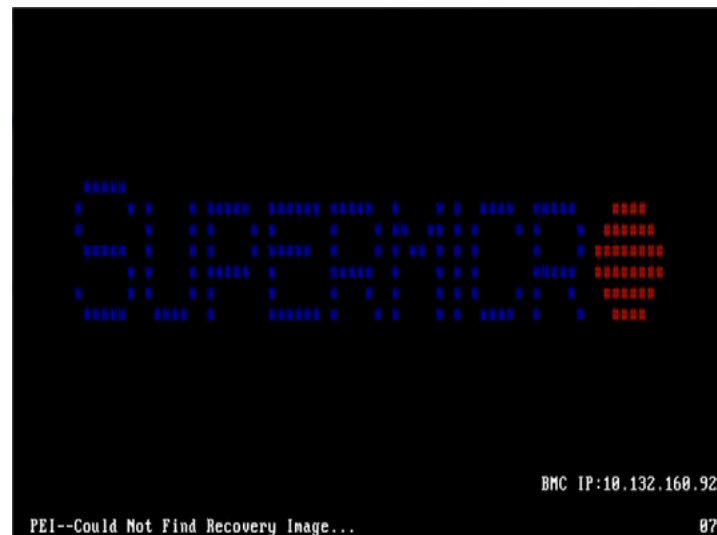 SUPERMICR
BMC IP:10.132.160.92
PEI--Could Not Find Recovery Image... 07